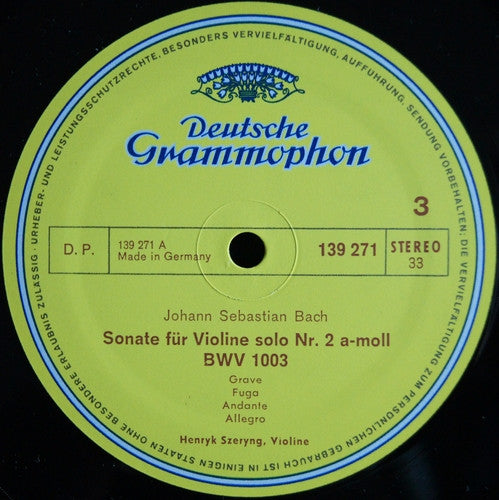 BESONDERS VERVIELFÄLTIGUNG, AUFFÜHRUNG, SENDUNG VORBEHALTEN; DIE VERVIELFÄLTIGUNG ZUM PERSÖNLICHEN GEBRAUCH IST IN EINIGEN STAATEN OHNE BESONDERE ERLAUBNIS ZULÄSSIG · URHEBER- UND LEISTUNGSSCHUTZRECHTE,
Deutsche
Grammophon
3
D. P.
139 271 A
Made in Germany
139 271
STEREO
33
Johann Sebastian Bach
Sonate für Violine solo Nr. 2 a-moll
BWV 1003
Grave
Fuga
Andante
Allegro
Henryk Szeryng, Violine